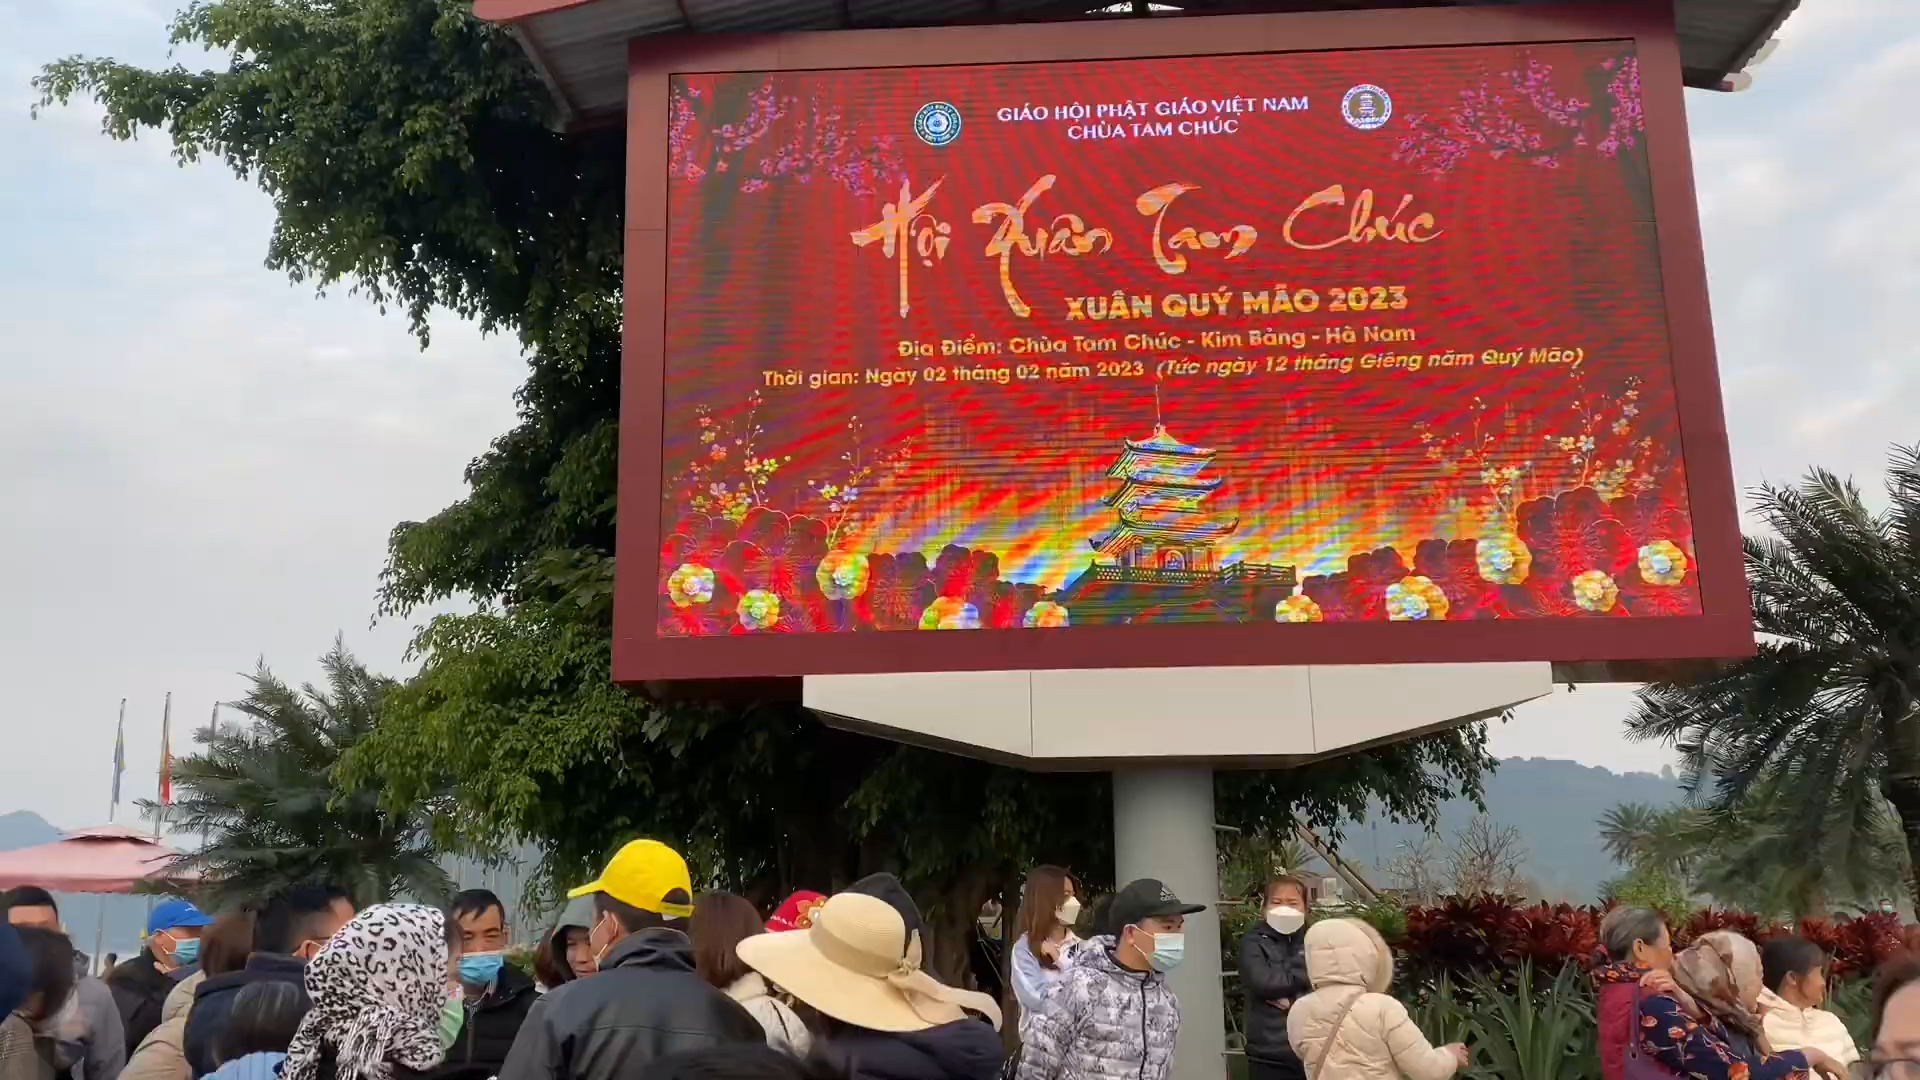 GIÁO HỘI PHẬT GIÁO VIỆT NAM
CHÙA TAM CHÚC
Hội Xuân Tam Chúc
XUÂN QUÝ MÃO 2023
Địa Điểm: Chùa Tam Chúc - Kim Bảng - Hà Nam
Thời gian: Ngày 02 tháng 02 năm 2023 (Tức ngày 12 tháng Giêng năm Quý Mão)